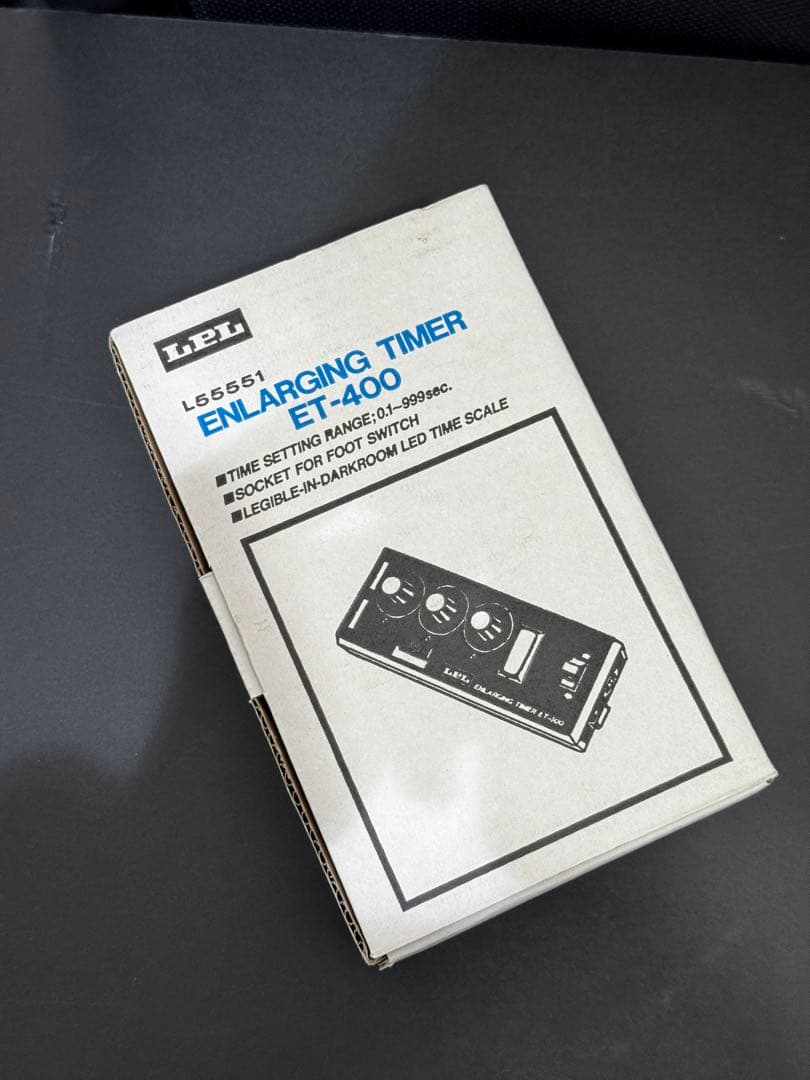 LPL
L55551
ENLARGING TIMER
ET-400
■TIME SETTING RANGE;0.1~999sec.
■SOCKET FOR FOOT SWITCH
■LEGIBLE-IN-DARKROOM LED TIME SCALE
LPL ENLARGING TIMER ET-300